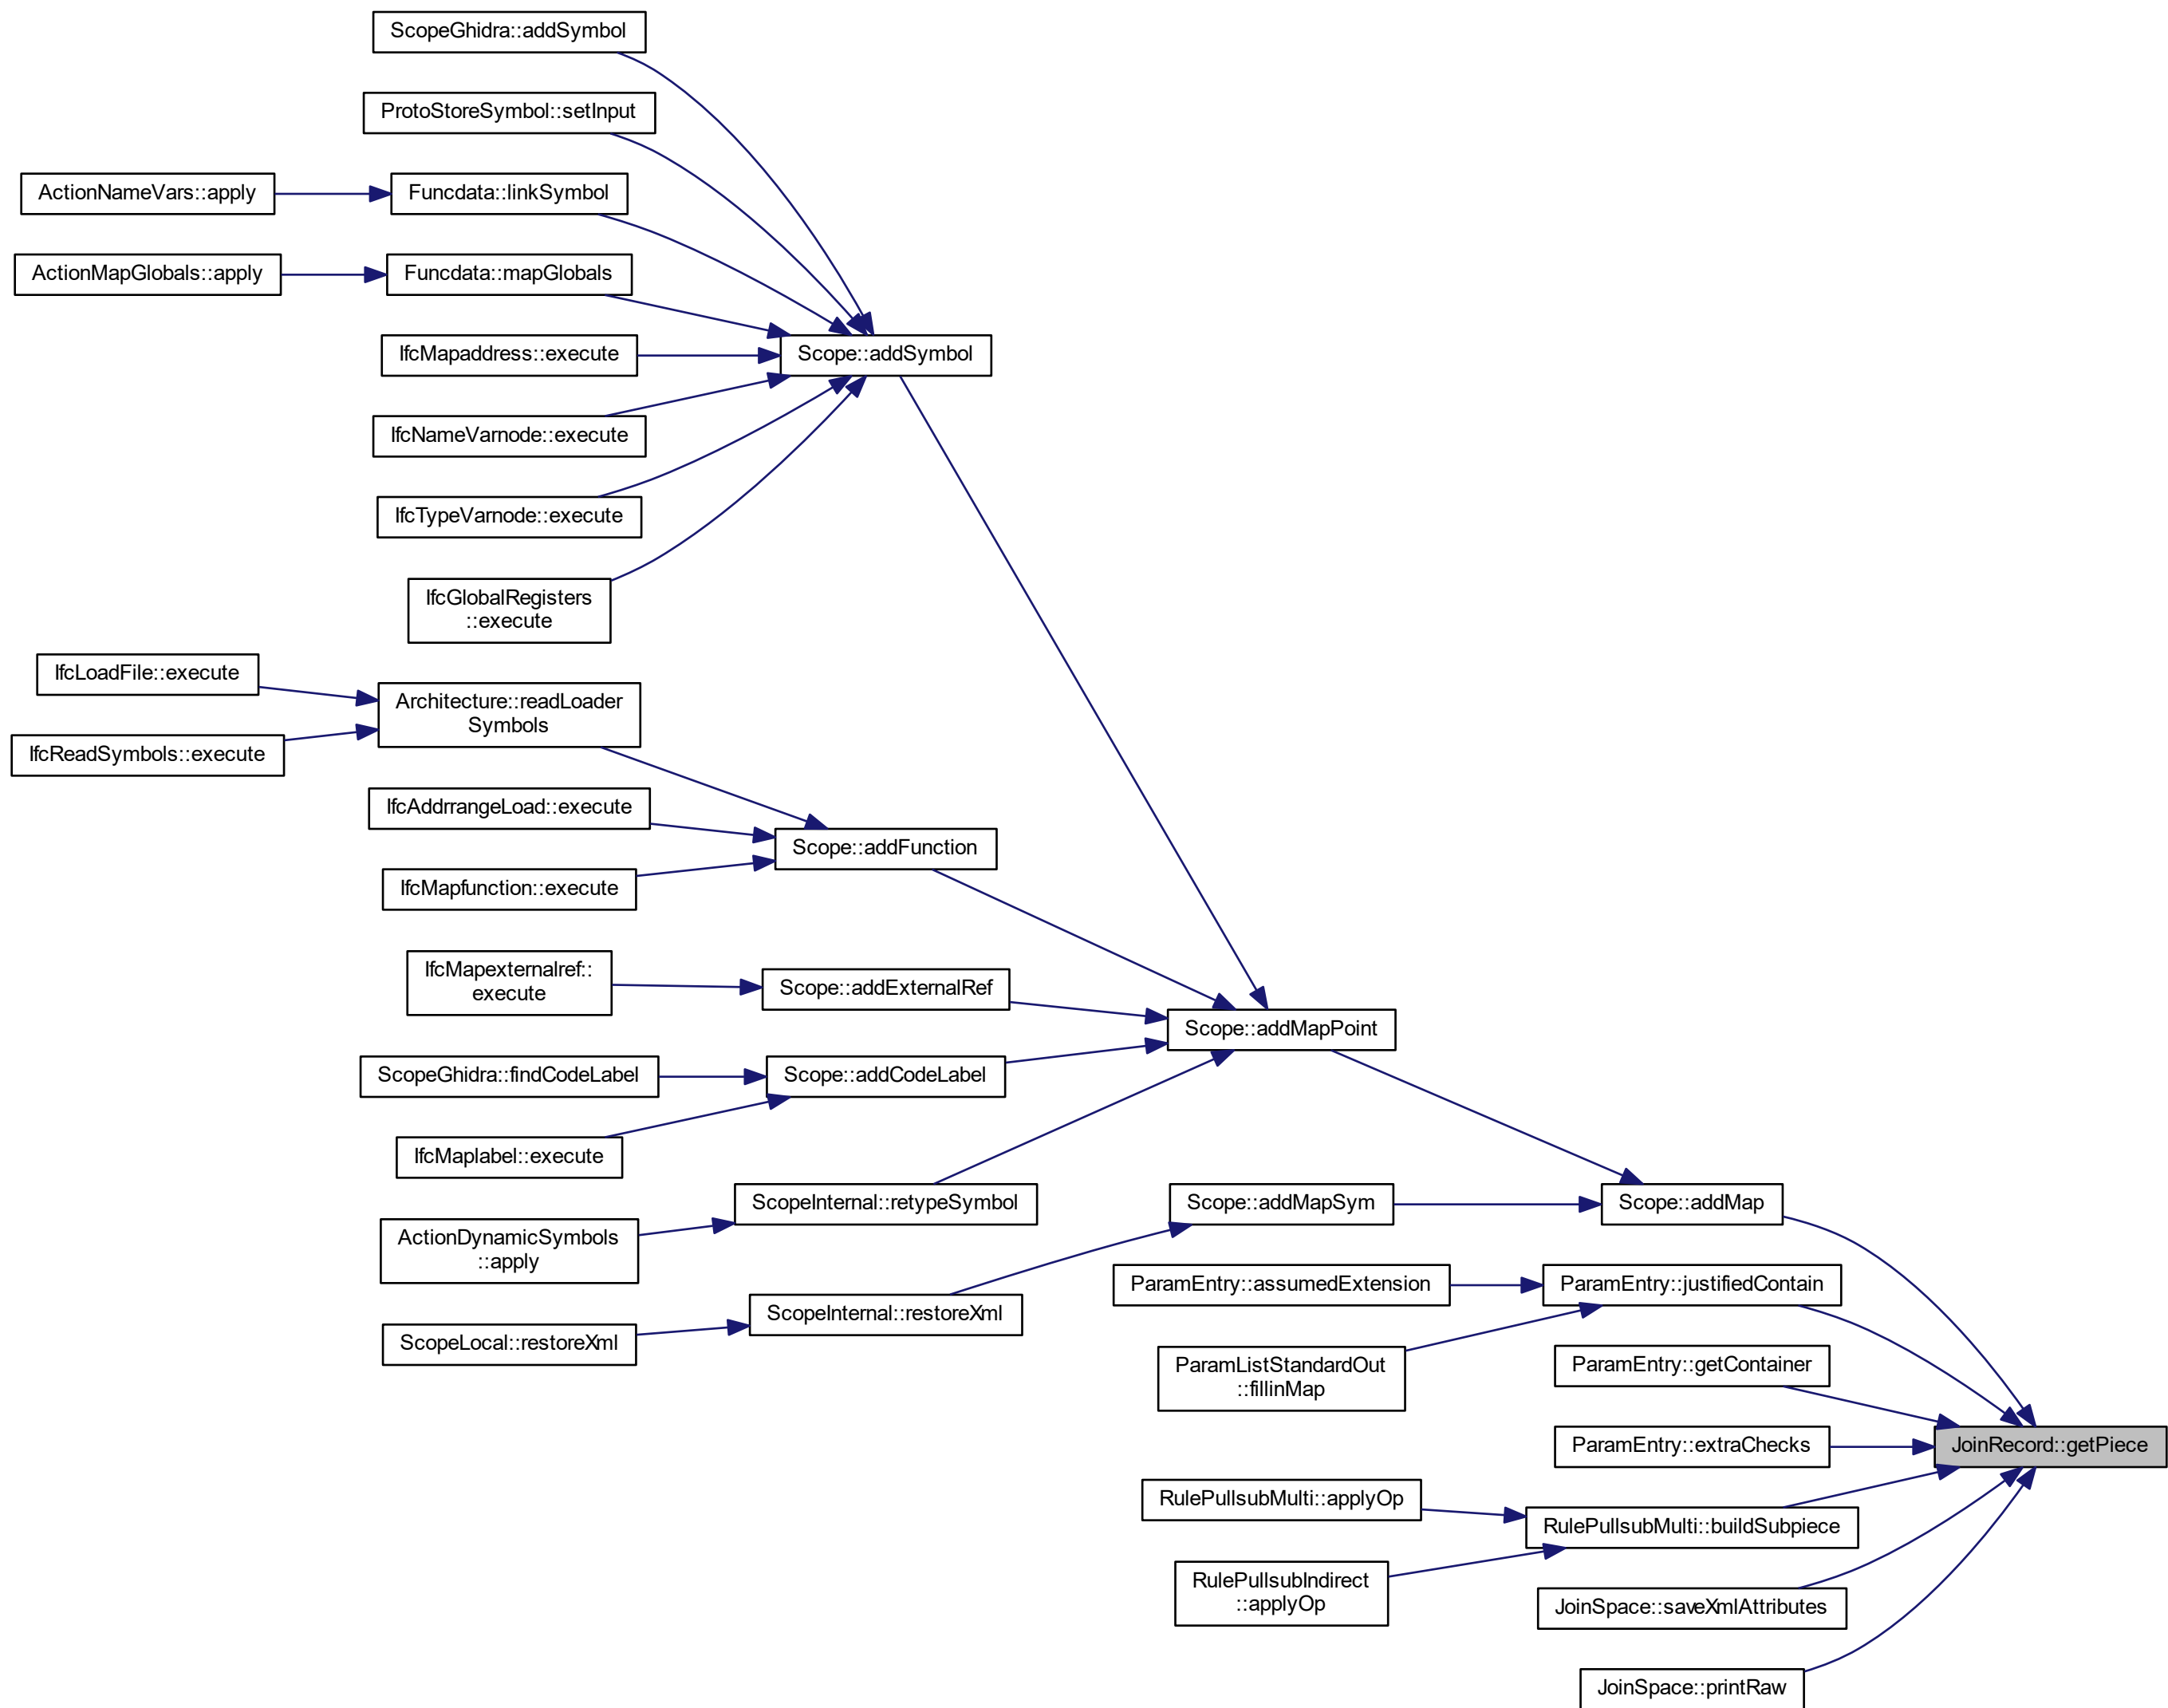 ScopeGhidra::addSymbol
ProtoStoreSymbol::setInput
ActionNameVars::apply
Funcdata::linkSymbol
ActionMapGlobals::apply
Funcdata::mapGlobals
IfcMapaddress::execute
Scope::addSymbol
IfcNameVarnode::execute
IfcTypeVarnode::execute
IfcGlobalRegisters
::execute
IfcLoadFile::execute
Architecture::readLoader
Symbols
IfcReadSymbols::execute
IfcAddrrangeLoad::execute
Scope::addFunction
IfcMapfunction::execute
IfcMapexternalref::
execute
Scope::addExternalRef
Scope::addMapPoint
ScopeGhidra::findCodeLabel
Scope::addCodeLabel
IfcMaplabel::execute
ScopeInternal::retypeSymbol
Scope::addMapSym
Scope::addMap
ActionDynamicSymbols
::apply
ParamEntry::assumedExtension
ParamEntry::justifiedContain
ScopeInternal::restoreXml
ScopeLocal::restoreXml
ParamListStandardOut
::fillinMap
ParamEntry::getContainer
ParamEntry::extraChecks
JoinRecord::getPiece
RulePullsubMulti::applyOp
RulePullsubMulti::buildSubpiece
RulePullsubIndirect
::applyOp
JoinSpace::saveXmlAttributes
JoinSpace::printRaw